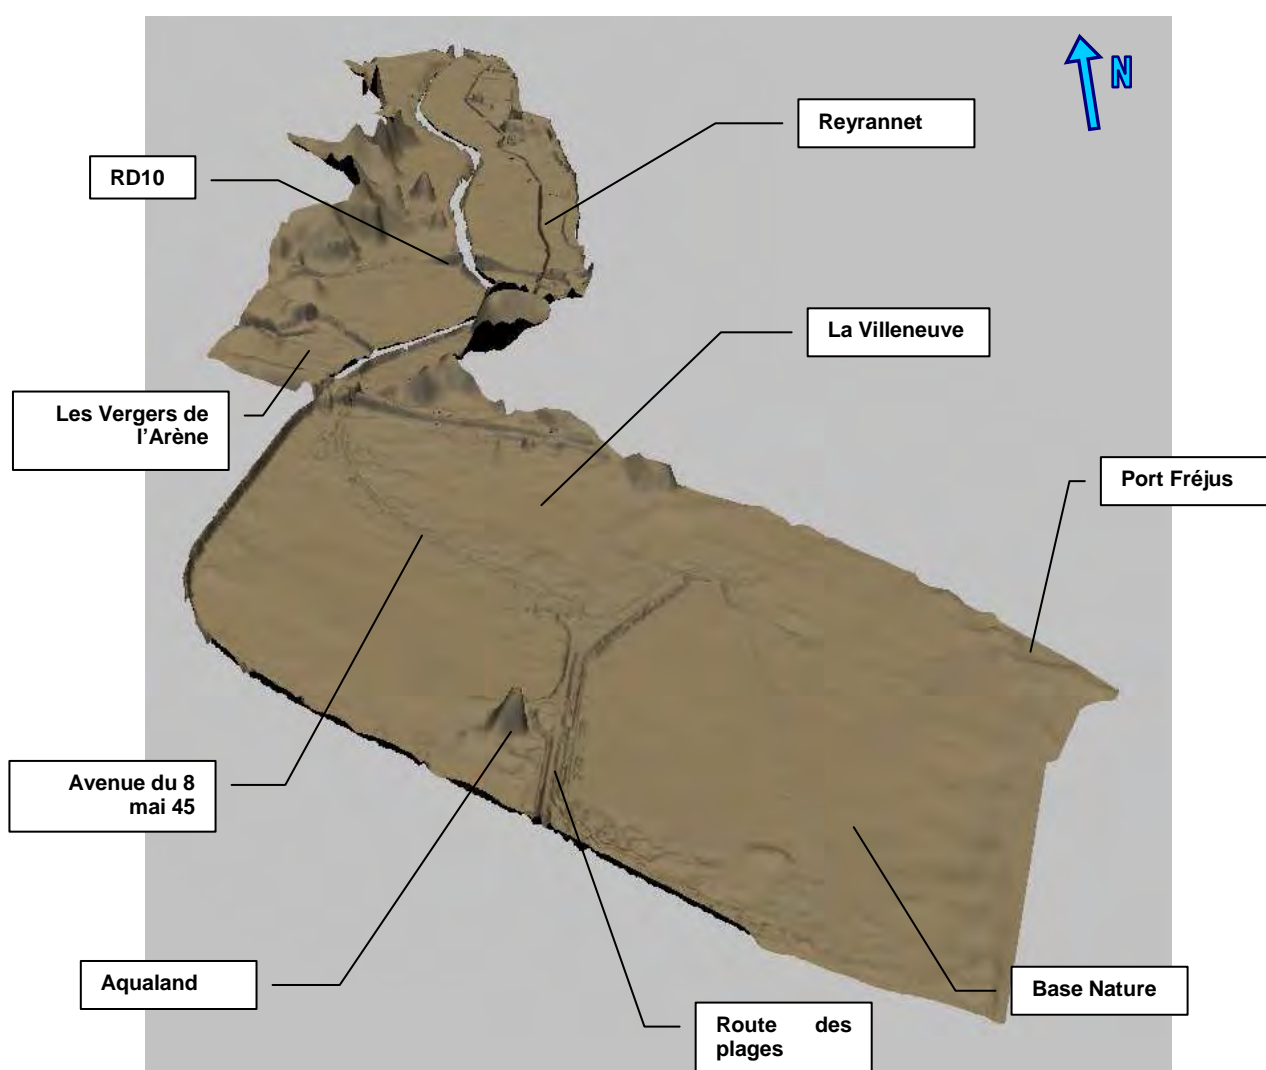 N
Reyrannet
RD10
La Villeneuve
Les Vergers de
l'Arène
Port Fréjus
Avenue du 8
mai 45
Aqualand
Base Nature
Route des
plages